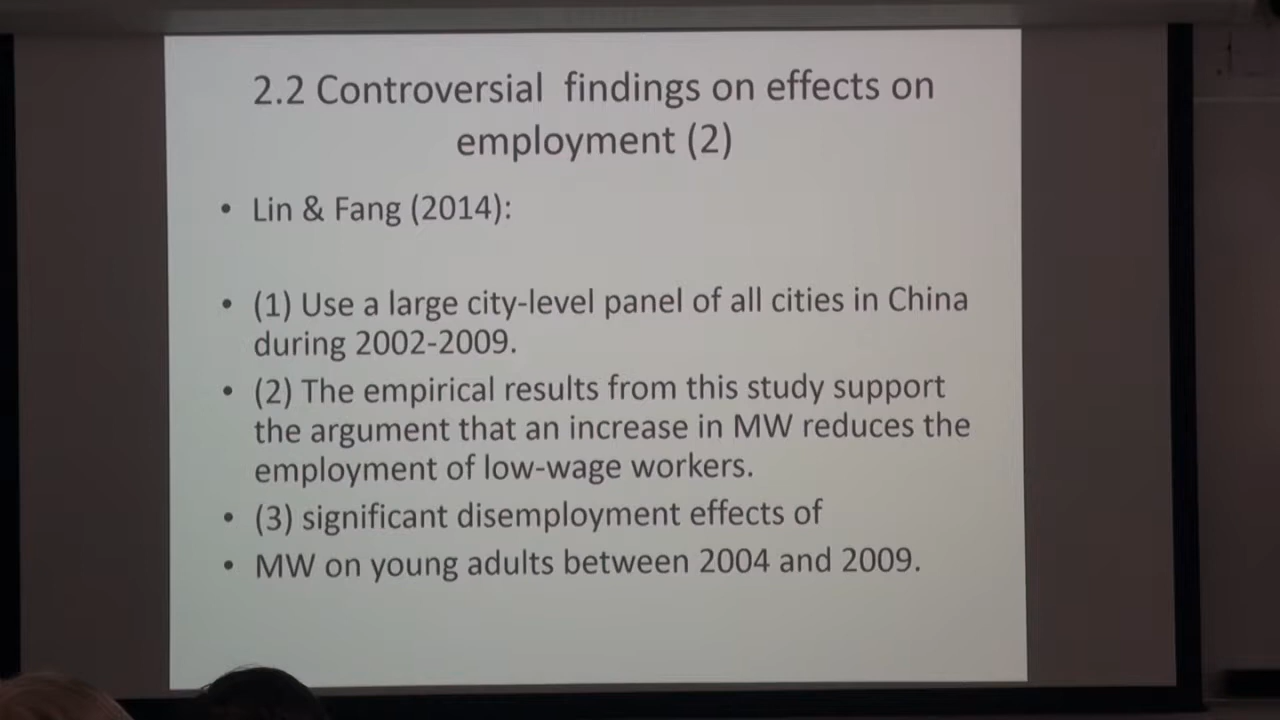 2.2 Controversial findings on effects on
employment (2)
• Lin & Fang (2014):
• (1) Use a large city-level panel of all cities in China
during 2002-2009.
• (2) The empirical results from this study support
the argument that an increase in MW reduces the
employment of low-wage workers.
• (3) significant disemployment effects of
• MW on young adults between 2004 and 2009.